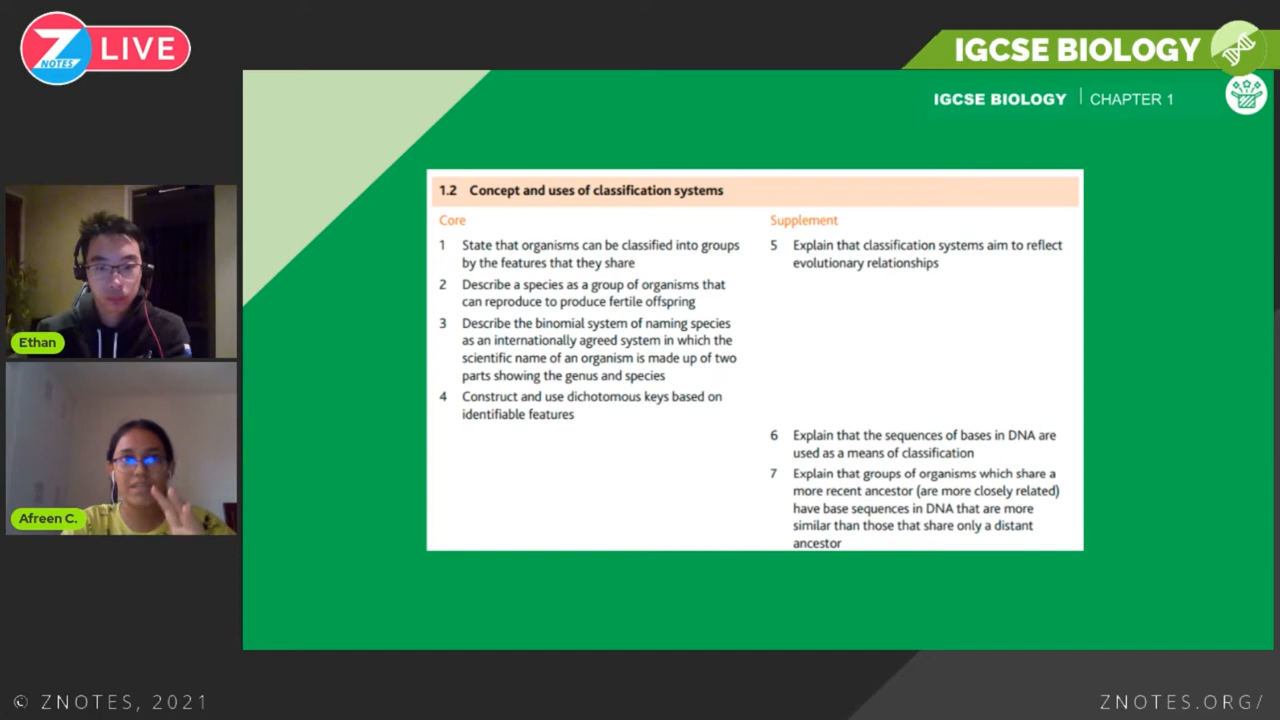 Z
NOTES
LIVE
IGCSE BIOLOGY
IGCSE BIOLOGY | CHAPTER 1
1.2 Concept and uses of classification systems
Core
1 State that organisms can be classified into groups
by the features that they share
2 Describe a species as a group of organisms that
can reproduce to produce fertile offspring
3 Describe the binomial system of naming species
as an internationally agreed system in which the
scientific name of an organism is made up of two
parts showing the genus and species
4 Construct and use dichotomous keys based on
identifiable features
Supplement
5 Explain that classification systems aim to reflect
evolutionary relationships
6 Explain that the sequences of bases in DNA are
used as a means of classification
7 Explain that groups of organisms which share a
more recent ancestor (are more closely related)
have base sequences in DNA that are more
similar than those that share only a distant
ancestor
Ethan
Afreen C.
© ZNOTES, 2021
ZNOTES.ORG/